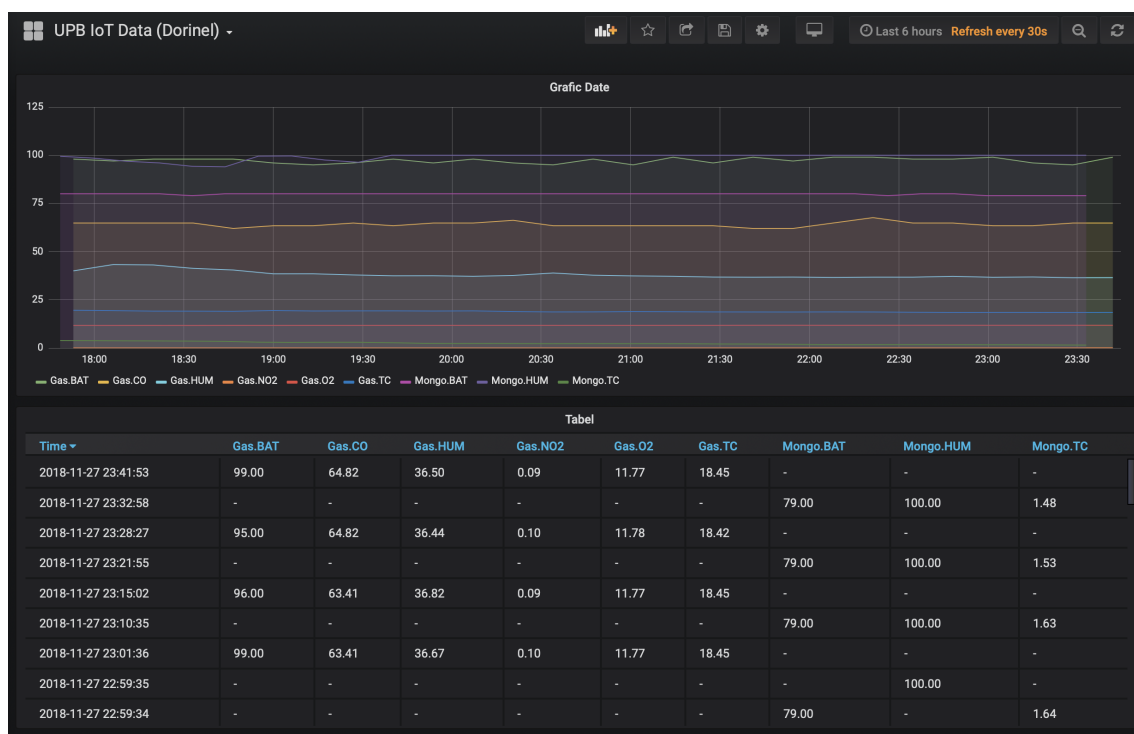 UPB IoT Data (Dorinel)
Last 6 hours Refresh every 30s
Grafic Date
125
100
75
50
25
0
18:00 18:30 19:00 19:30 20:00 20:30 21:00 21:30 22:00 22:30 23:00 23:30
Gas.BAT Gas.CO Gas.HUM Gas.NO2 Gas.O2 Gas.TC Mongo.BAT Mongo.HUM Mongo.TC
Tabel
Time Gas.BAT Gas.CO Gas.HUM Gas.NO2 Gas.O2 Gas.TC Mongo.BAT Mongo.HUM Mongo.TC
2018-11-27 23:41:53 99.00 64.82 36.50 0.09 11.77 18.45 - - -
2018-11-27 23:32:58 - - - - - - 79.00 100.00 1.48
2018-11-27 23:28:27 95.00 64.82 36.44 0.10 11.78 18.42 - - -
2018-11-27 23:21:55 - - - - - - 79.00 100.00 1.53
2018-11-27 23:15:02 96.00 63.41 36.82 0.09 11.77 18.45 - - -
2018-11-27 23:10:35 - - - - - - 79.00 100.00 1.63
2018-11-27 23:01:36 99.00 63.41 36.67 0.10 11.77 18.45 - - -
2018-11-27 22:59:35 - - - - - - - 100.00 -
2018-11-27 22:59:34 - - - - - - 79.00 - 1.64